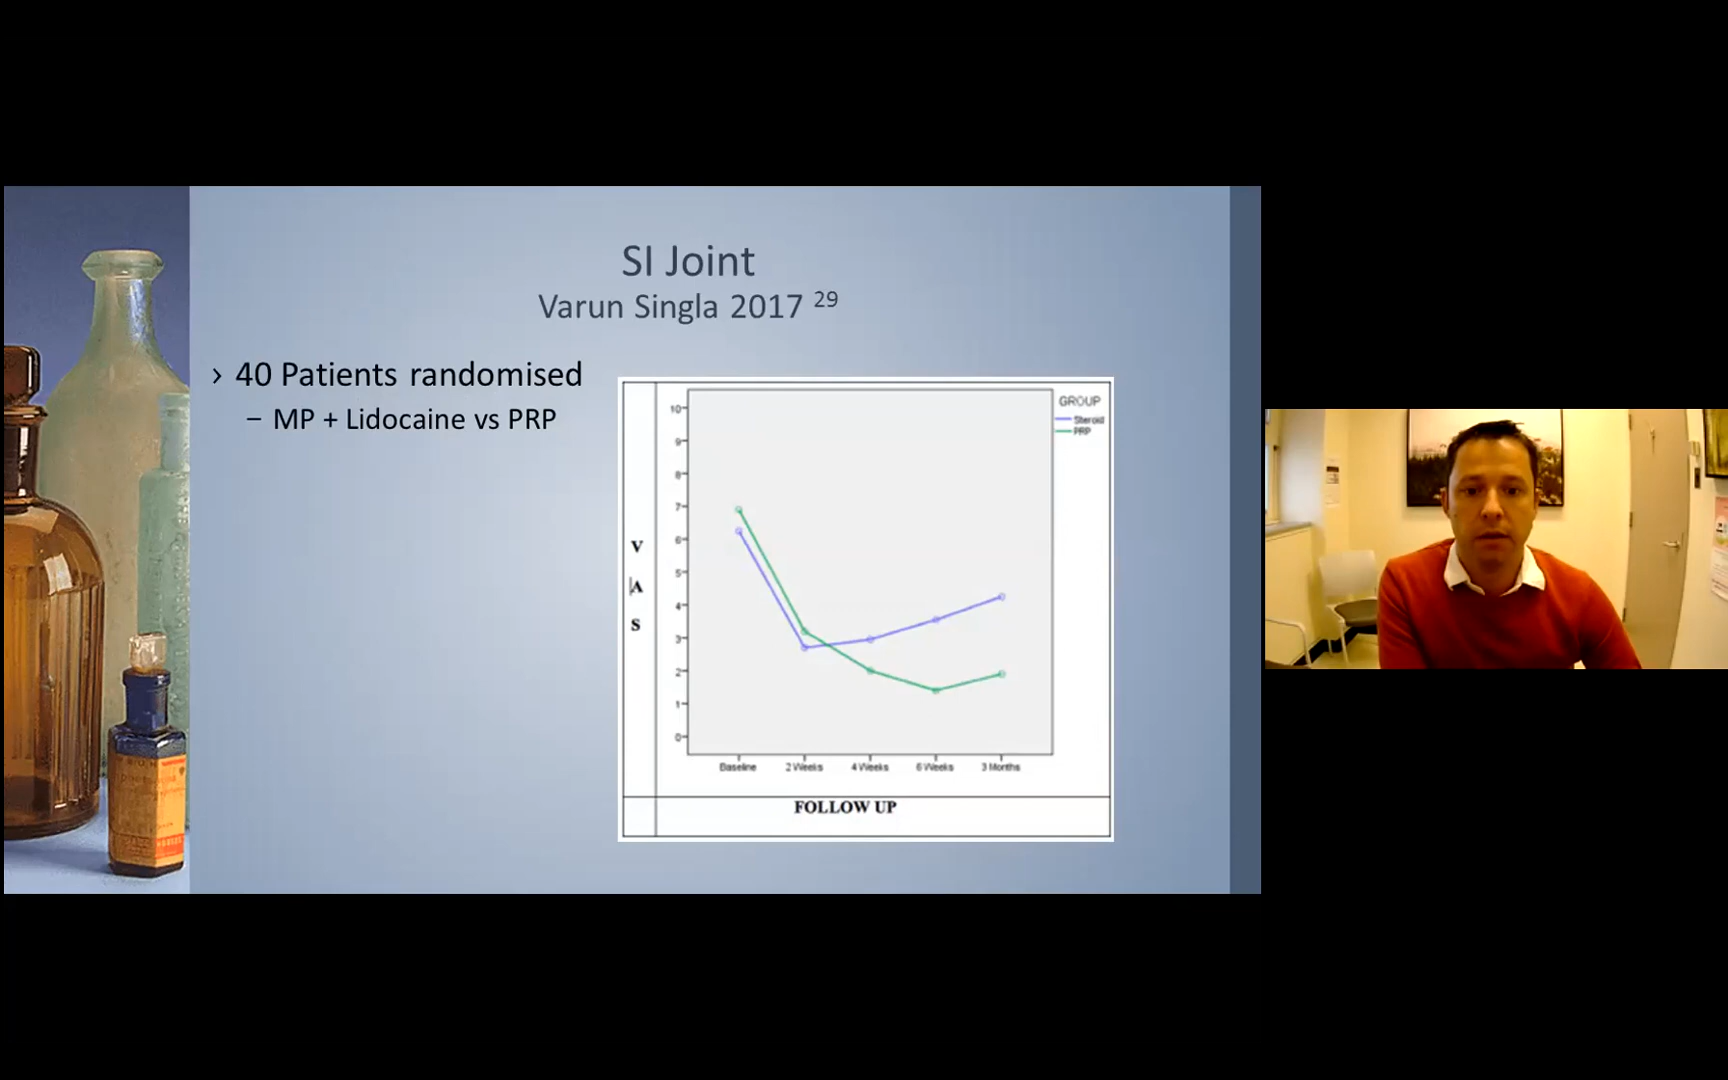 SI Joint
Varun Singla 2017 29
› 40 Patients randomised
– MP + Lidocaine vs PRP
GROUP
Steroid
PRP
10
9
8
7
6
5
4
3
2
1
0
V
A
S
Baseline
2 Weeks
4 Weeks
6 Weeks
3 Months
FOLLOW UP